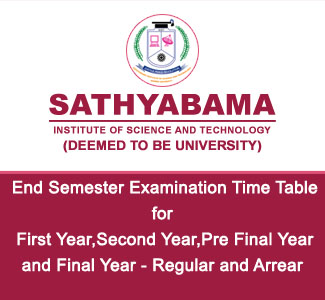 SATHYABAMA
INSTITUTE OF SCIENCE AND TECHNOLOGY
(DEEMED TO BE UNIVERSITY)
End Semester Examination Time Table
for
First Year,Second Year,Pre Final Year
and Final Year - Regular and Arrear